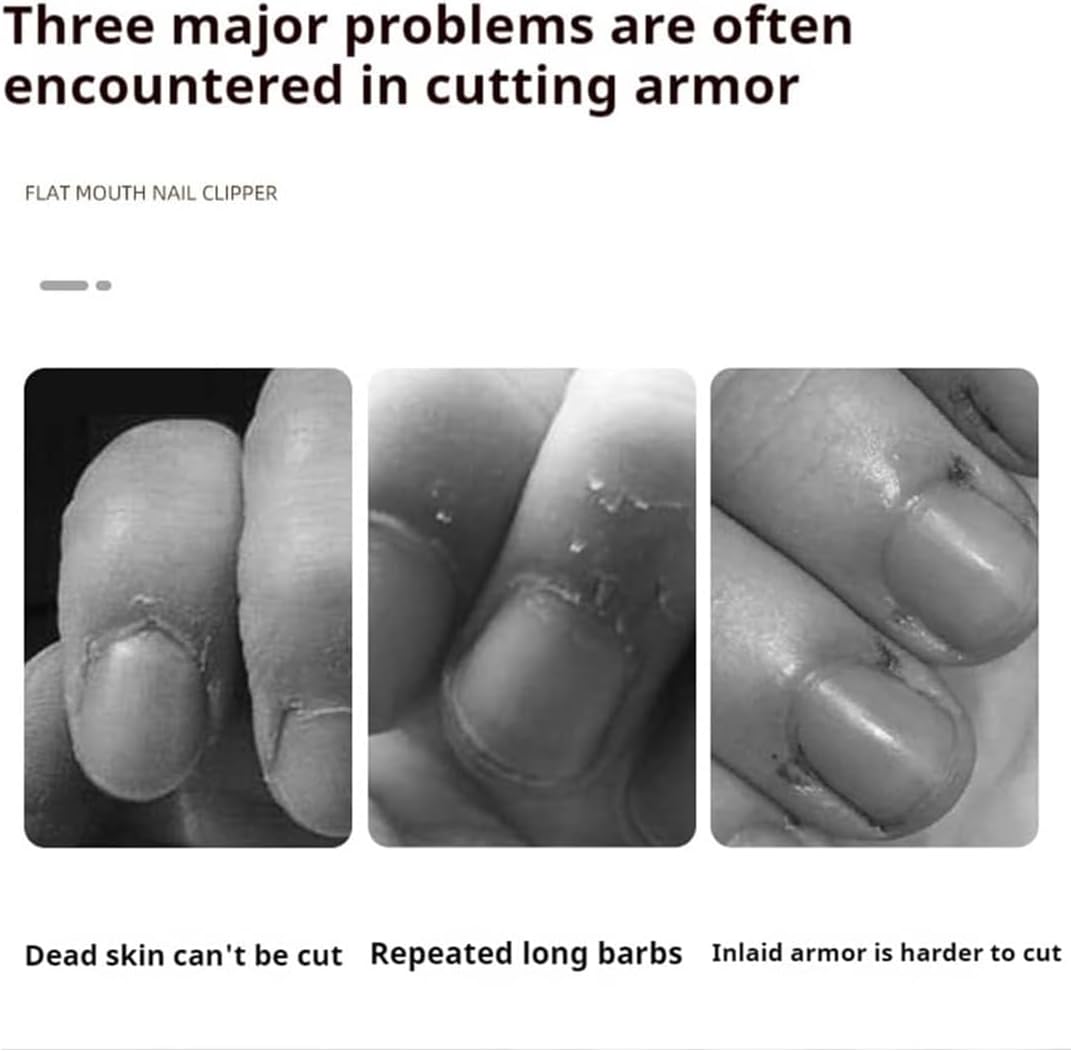 Three major problems are often
encountered in cutting armor
FLAT MOUTH NAIL CLIPPER
Dead skin can't be cut
Repeated long barbs
Inlaid armor is harder to cut